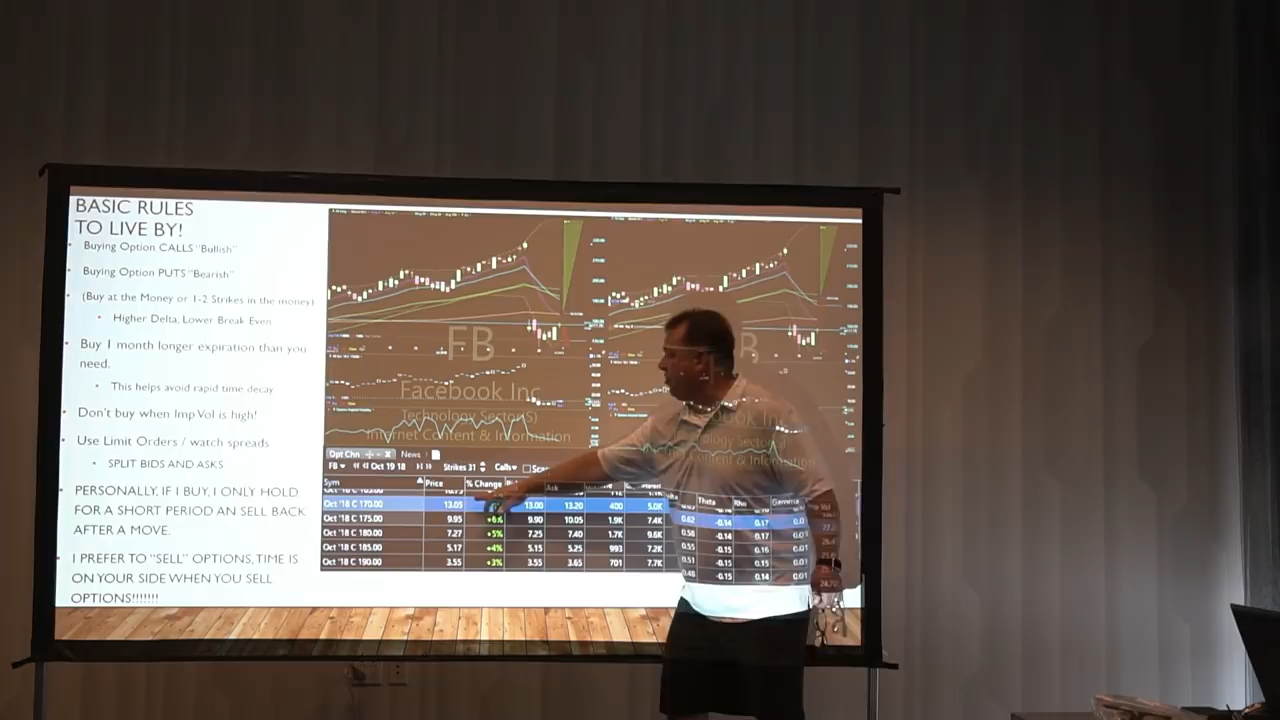 BASIC RULES
TO LIVE BY!
Buying Option CALLS "Bullish"
Buying Option PUTS "Bearish"
(Buy at the Money or 1-2 Strikes in the money)
Higher Delta, Lower Break Even
Buy 1 month longer expiration than you
need.
This helps avoid rapid time decay
Don't buy when Imp Vol is high!
Use Limit Orders / watch spreads
SPLIT BIDS AND ASKS
PERSONALLY, IF I BUY, I ONLY HOLD
FOR A SHORT PERIOD AN SELL BACK
AFTER A MOVE.
I PREFER TO "SELL" OPTIONS, TIME IS
ON YOUR SIDE WHEN YOU SELL
OPTIONS!!!!!!!
FB
Facebook Inc
Technology Sector(S)
Internet Content & Information
Opt Chn News
FB Oct 19 18 Strikes 31 Calls
Sym Price % Change Ask Theta Rho Gamma
Oct '18 C 170.00 13.05 13.00 13.20 400 5.0K -0.14 0.17
Oct '18 C 175.00 9.95 +6% 9.90 10.05 1.9K 7.4K 0.62 -0.14 0.17 0.01
Oct '18 C 180.00 7.27 +5% 7.25 7.40 1.7K 9.6K 0.58 -0.15 0.16 0.01
Oct '18 C 185.00 5.17 +4% 5.15 5.25 993 7.2K 0.51 -0.15 0.15 0.01
Oct '18 C 190.00 3.55 +3% 3.55 3.65 701 7.7K -0.15 0.14 0.01